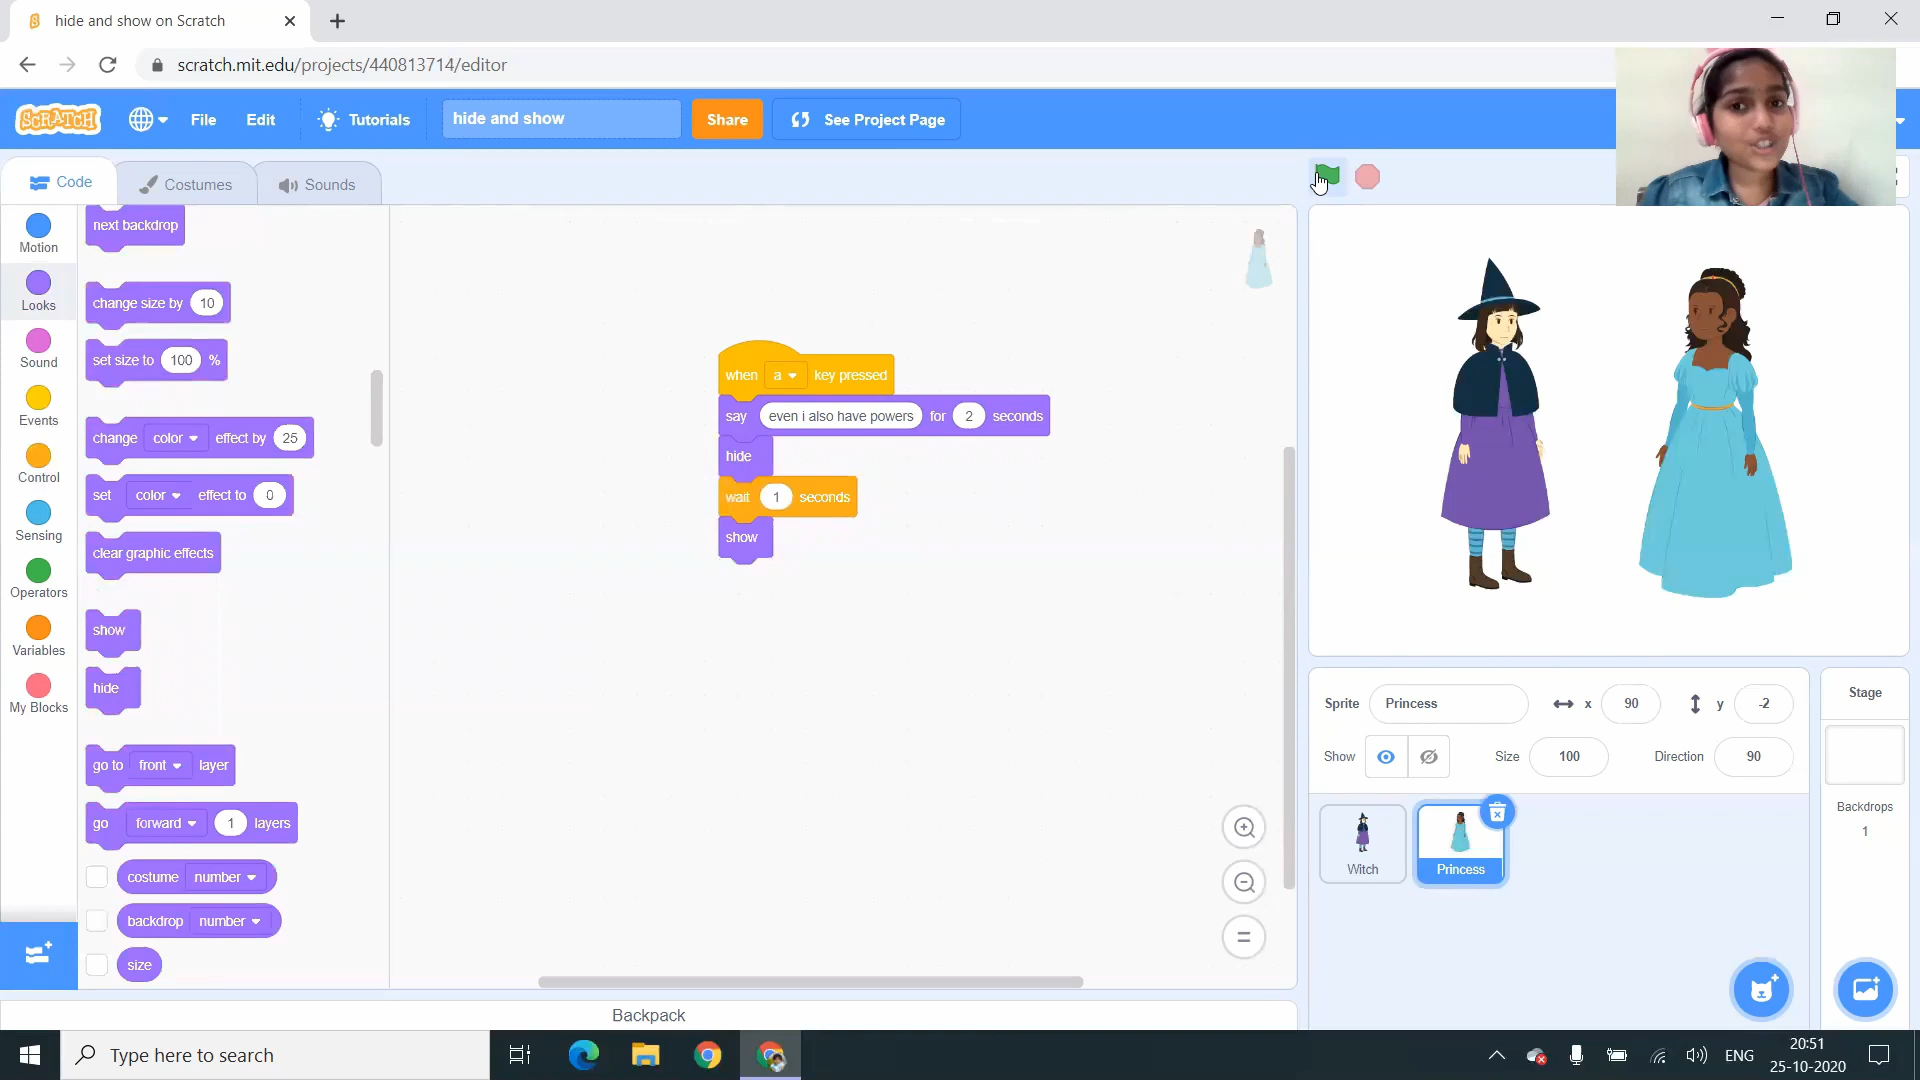 hide and show on Scratch
scratch.mit.edu/projects/440813714/editor
SCRATCH
File
Edit
Tutorials
hide and show
Share
See Project Page
Code
Costumes
Sounds
Motion
Looks
Sound
Events
Control
Sensing
Operators
Variables
My Blocks
next backdrop
change size by 10
set size to 100 %
change color effect by 25
set color effect to 0
clear graphic effects
show
hide
go to front layer
go forward 1 layers
costume number
backdrop number
size
when a key pressed
say even i also have powers for 2 seconds
hide
wait 1 seconds
show
Sprite Princess x 90 y -2
Show Size 100 Direction 90
Witch
Princess
Stage
Backdrops
1
Backpack
Type here to search
ENG
20:51
25-10-2020